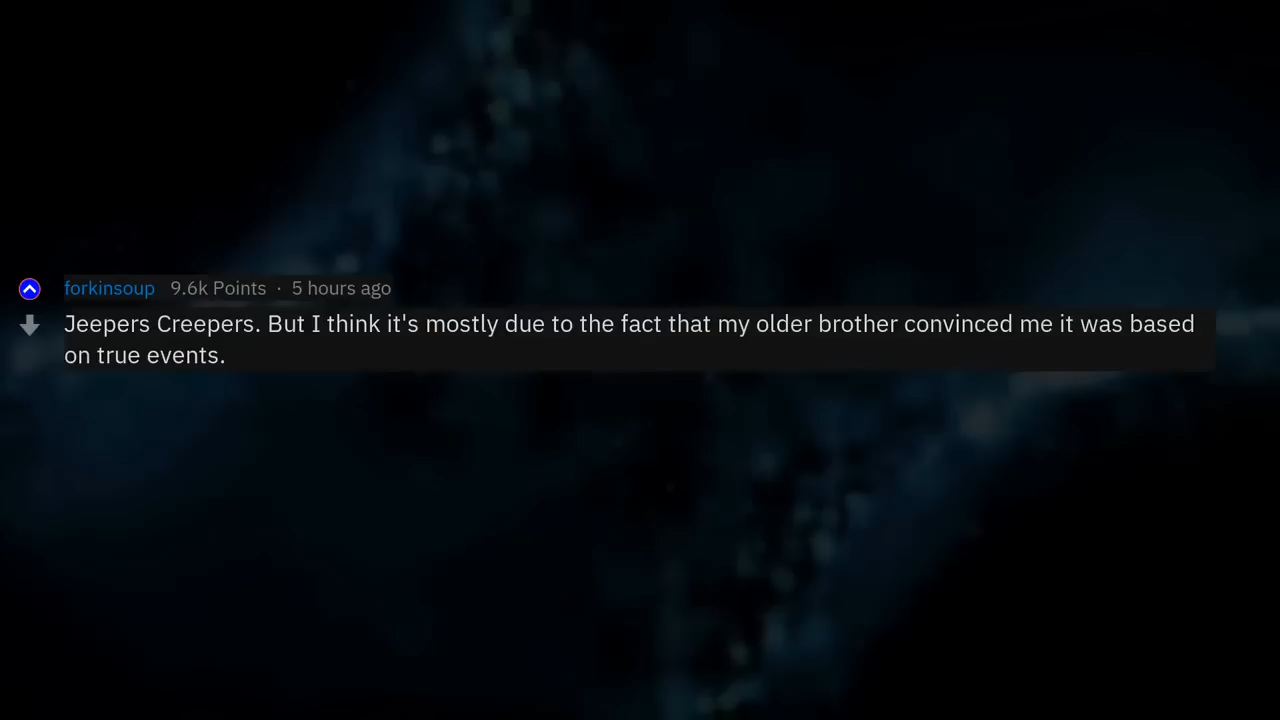 forkinsoup 9.6k Points · 5 hours ago
Jeepers Creepers. But I think it's mostly due to the fact that my older brother convinced me it was based
on true events.